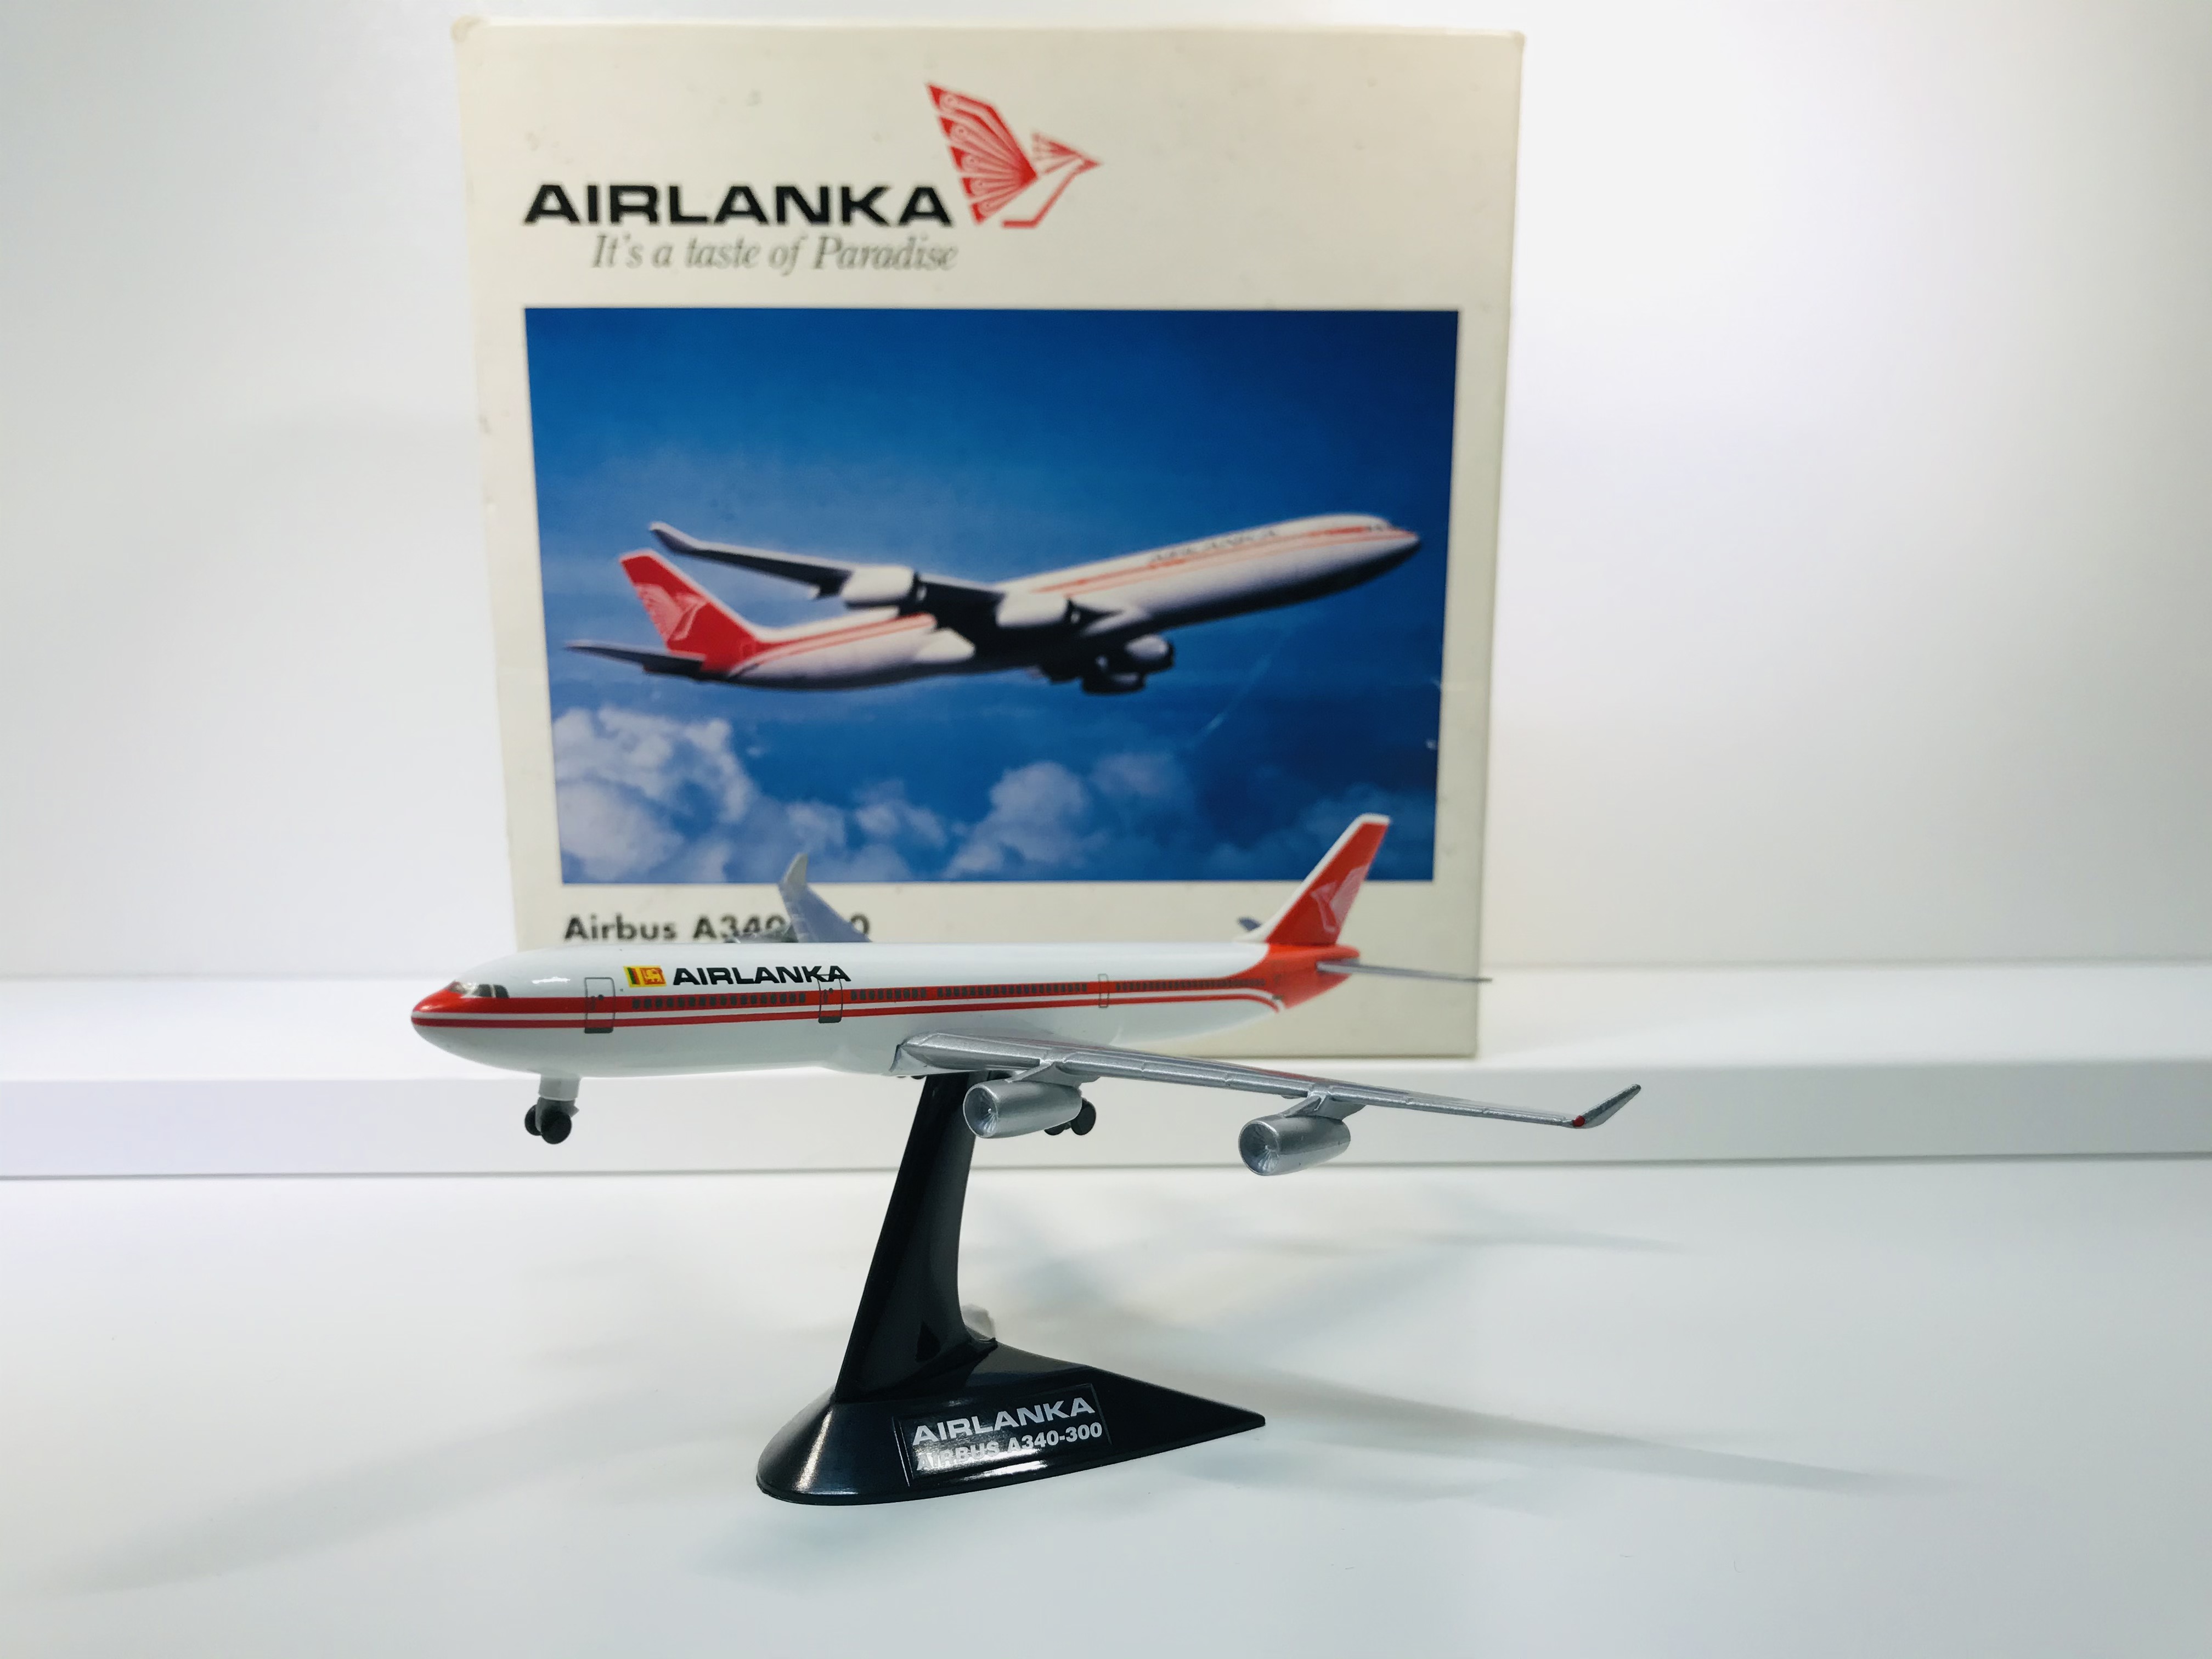 AIRLANKA
It's a taste of Paradise
Airbus A340
AIRLANKA
AIRLANKA
AIRBUS A340-300